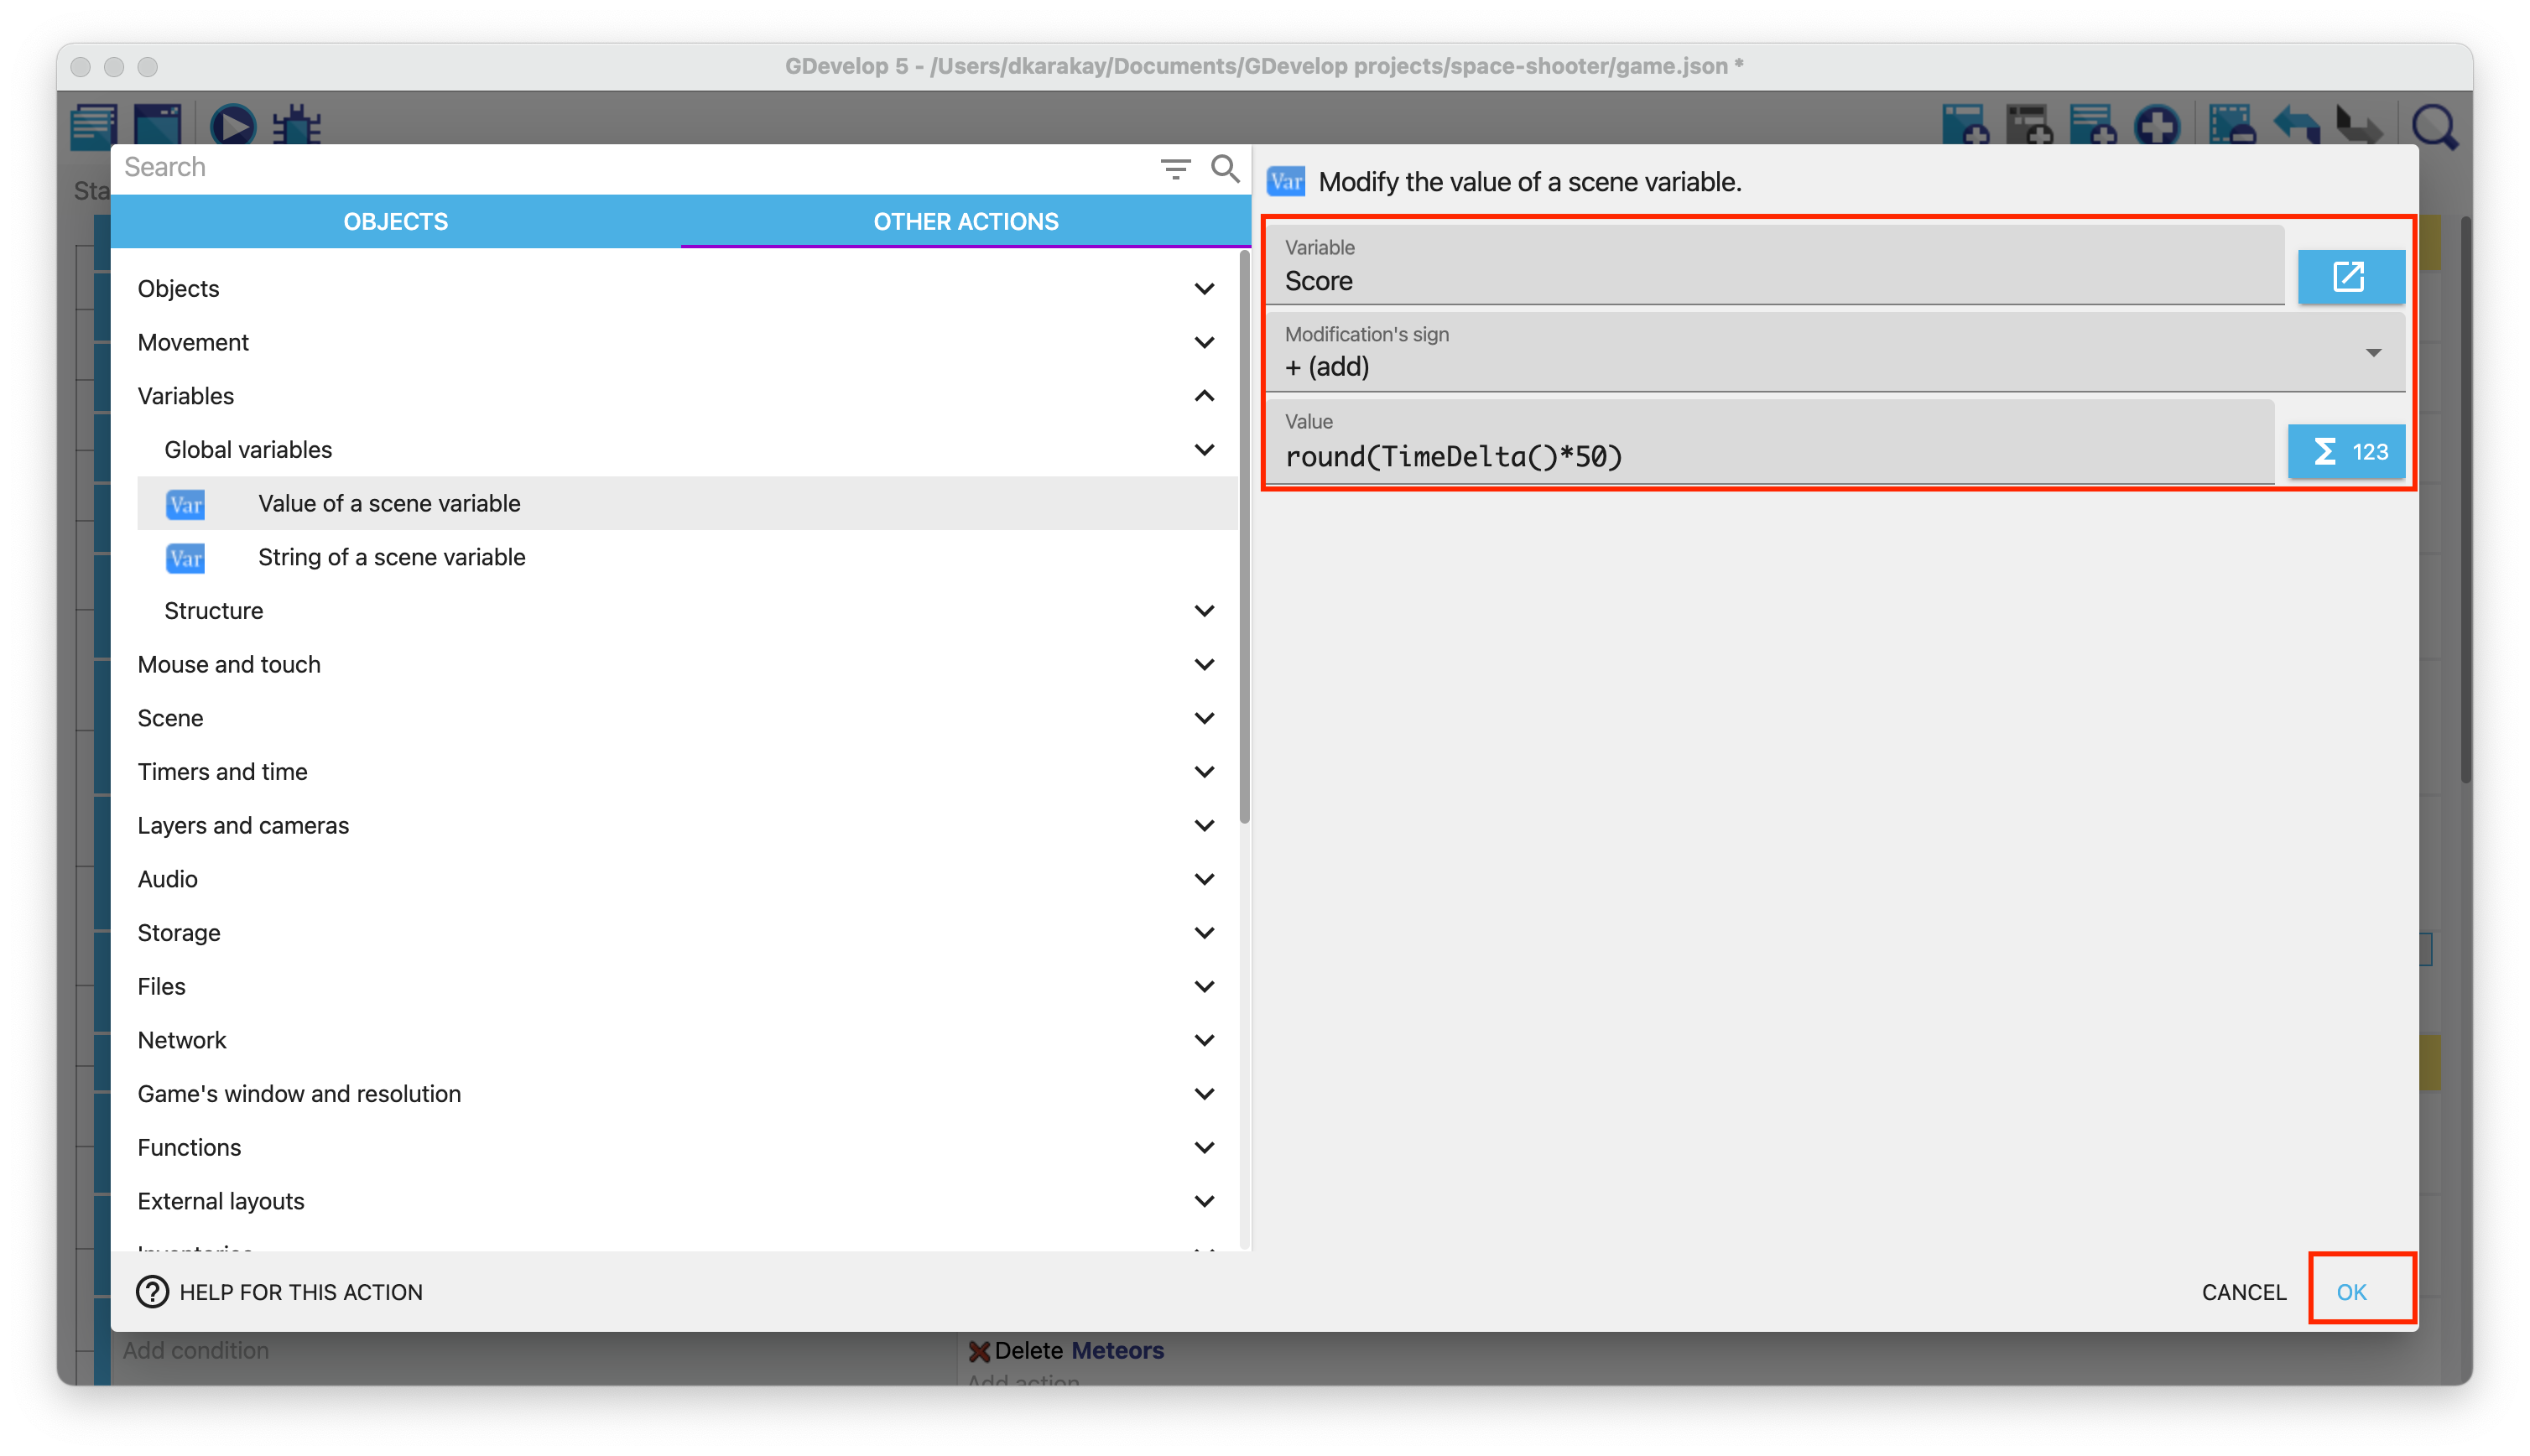 GDevelop 5 - /Users/dkarakay/Documents/GDevelop projects/space-shooter/game.json *
Sta
Search
OBJECTS
OTHER ACTIONS
Objects
Movement
Variables
Global variables
Var Value of a scene variable
Var String of a scene variable
Structure
Mouse and touch
Scene
Timers and time
Layers and cameras
Audio
Storage
Files
Network
Game's window and resolution
Functions
External layouts
Inventories
Var Modify the value of a scene variable.
Variable
Score
Modification's sign
+ (add)
Value
round(TimeDelta()*50)
Σ 123
? HELP FOR THIS ACTION
CANCEL
OK
Add condition
Delete Meteors
Add action